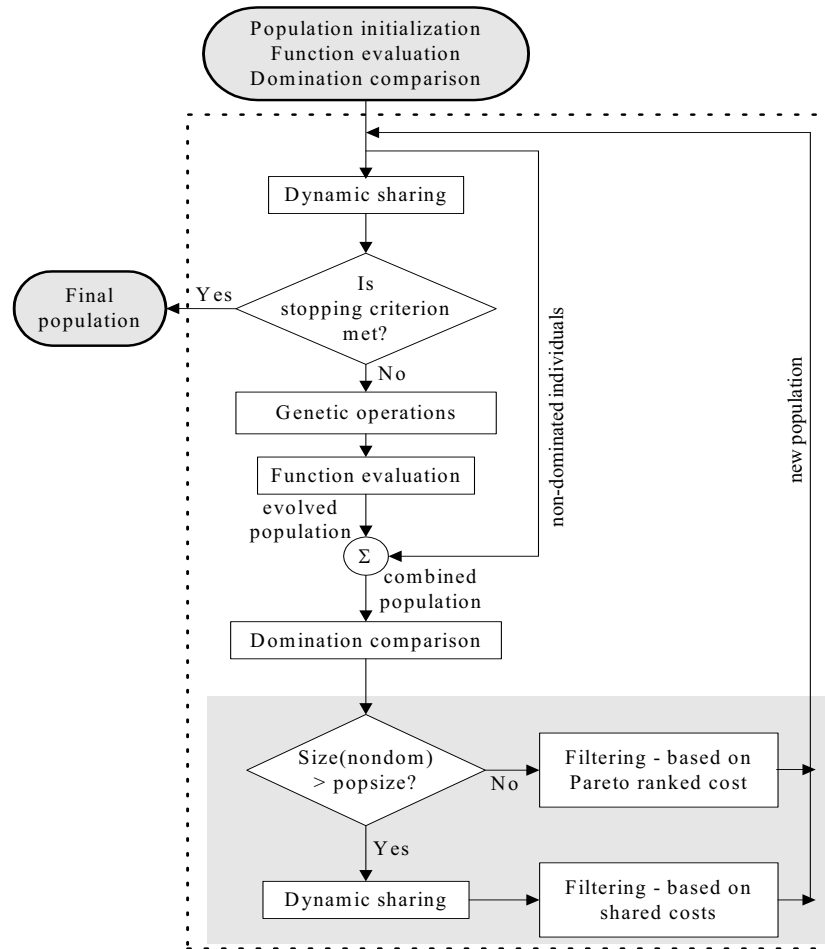 Population initialization
Function evaluation
Domination comparison
Dynamic sharing
Is
stopping criterion
met?
Yes
Final
population
No
Genetic operations
Function evaluation
evolved
population
Σ
combined
population
non-dominated individuals
new population
Domination comparison
Size(nondom)
> popsize?
No
Filtering - based on
Pareto ranked cost
Yes
Dynamic sharing
Filtering - based on
shared costs